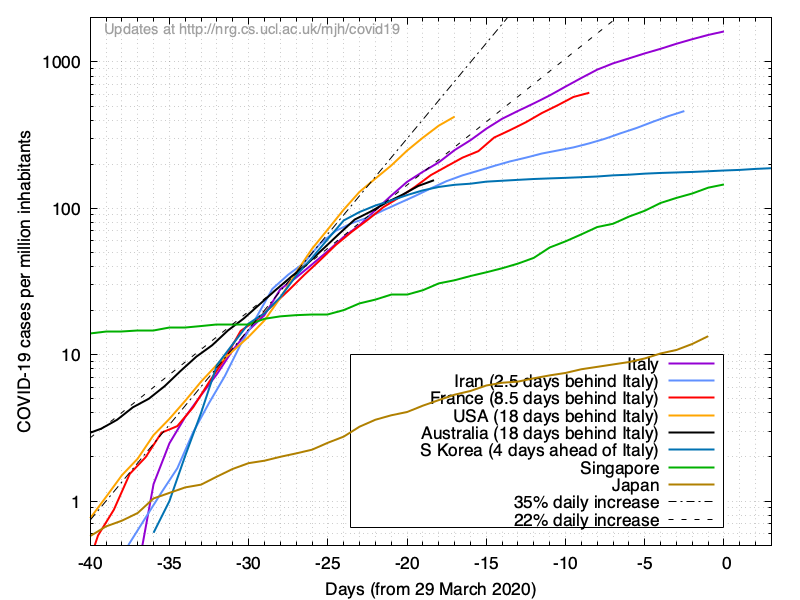 Updates at http://nrg.cs.ucl.ac.uk/mjh/covid19
1000
100
10
1
COVID-19 cases per million inhabitants
Italy
Iran (2.5 days behind Italy)
France (8.5 days behind Italy)
USA (18 days behind Italy)
Australia (18 days behind Italy)
S Korea (4 days ahead of Italy)
Singapore
Japan
35% daily increase
22% daily increase
-40 -35 -30 -25 -20 -15 -10 -5 0
Days (from 29 March 2020)